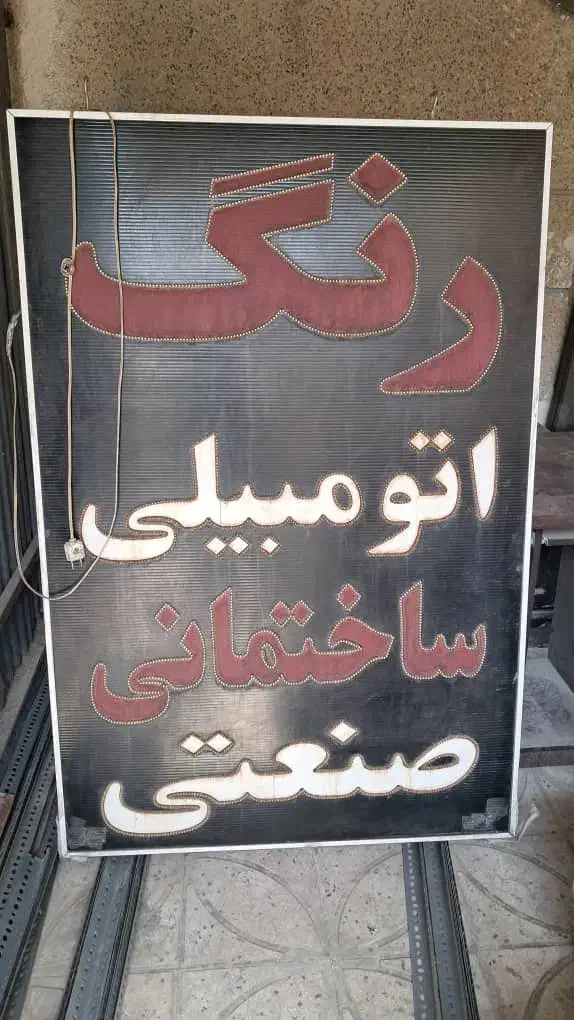 رنگ
اتومبیلی
ساختمانی
صنعتی